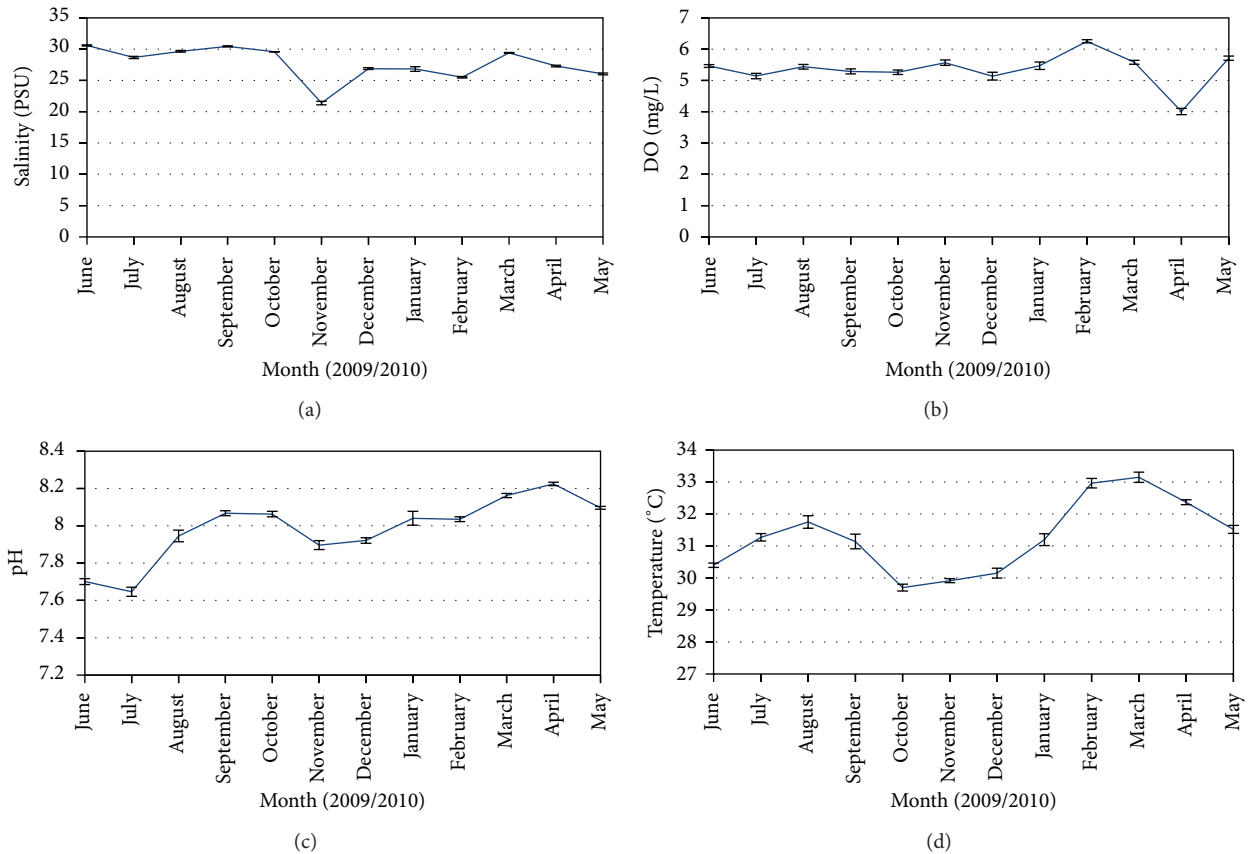 35
30
25
20
15
10
5
0
Salinity (PSU)
June
July
August
September
October
November
December
January
February
March
April
May
Month (2009/2010)
(a)
7
6
5
4
3
2
1
0
DO (mg/L)
June
July
August
September
October
November
December
January
February
March
April
May
Month (2009/2010)
(b)
8.4
8.2
8
7.8
7.6
7.4
7.2
pH
June
July
August
September
October
November
December
January
February
March
April
May
Month (2009/2010)
(c)
34
33
32
31
30
29
28
27
Temperature (°C)
June
July
August
September
October
November
December
January
February
March
April
May
Month (2009/2010)
(d)